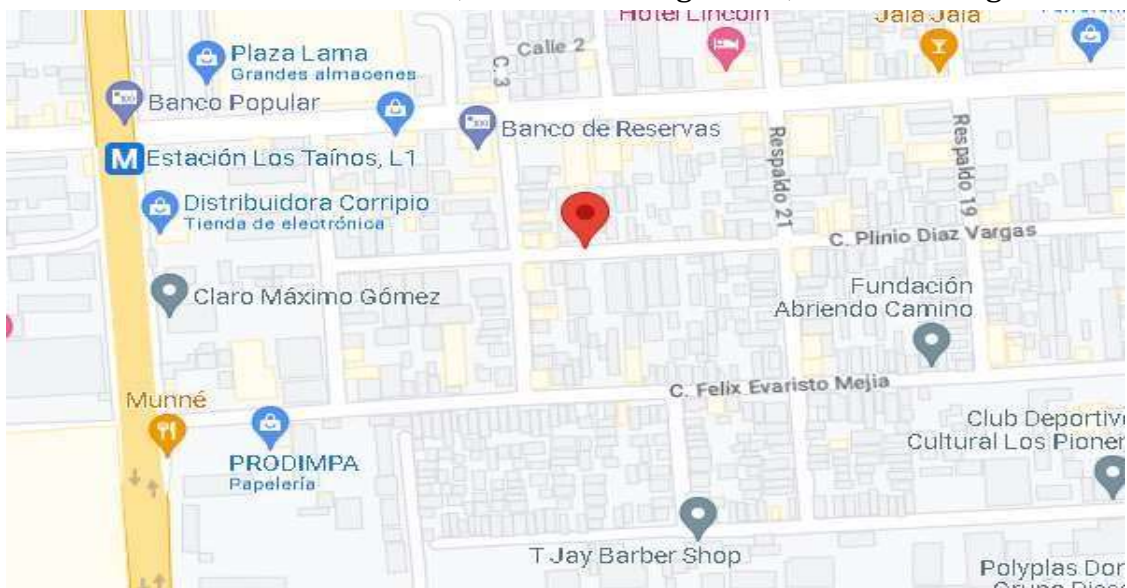 Hotel Lincoln
Jala Jala
Plaza Lama
Grandes almacenes
Calle 2
C. 3
Banco Popular
Banco de Reservas
Respaldo 21
Respaldo 19
M Estación Los Taínos, L1
Distribuidora Corripio
Tienda de electrónica
C. Plinio Diaz Vargas
Claro Máximo Gómez
Fundación
Abriendo Camino
C. Felix Evaristo Mejia
Munné
PRODIMPA
Papelería
Club Deportivo
Cultural Los Pioner
T Jay Barber Shop
Polyplas Dor